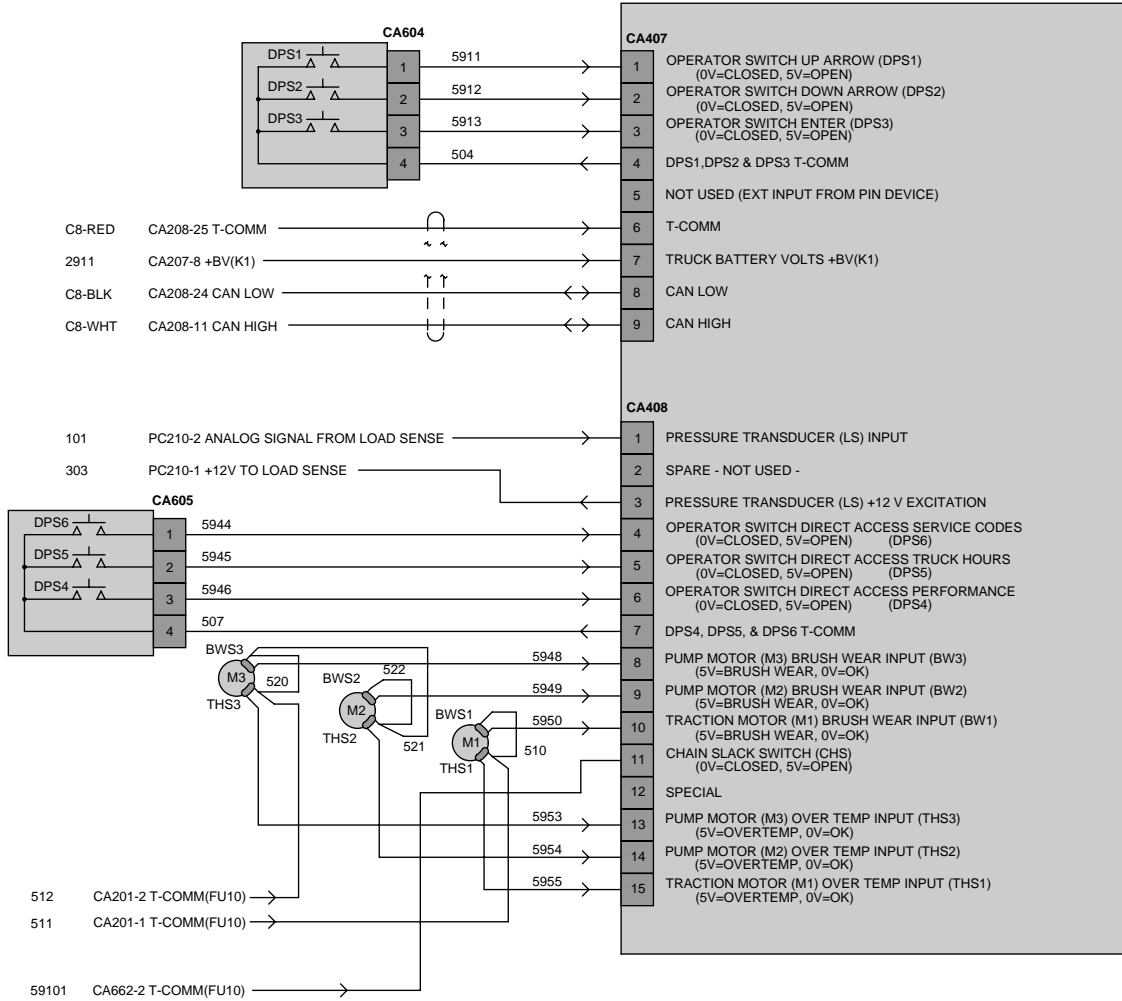 CA604
DPS1
DPS2
DPS3
1
2
3
4
5911
5912
5913
504
CA407
1 OPERATOR SWITCH UP ARROW (DPS1)
(0V=CLOSED, 5V=OPEN)
2 OPERATOR SWITCH DOWN ARROW (DPS2)
(0V=CLOSED, 5V=OPEN)
3 OPERATOR SWITCH ENTER (DPS3)
(0V=CLOSED, 5V=OPEN)
4 DPS1,DPS2 & DPS3 T-COMM
5 NOT USED (EXT INPUT FROM PIN DEVICE)
6 T-COMM
7 TRUCK BATTERY VOLTS +BV(K1)
8 CAN LOW
9 CAN HIGH
C8-RED CA208-25 T-COMM
2911 CA207-8 +BV(K1)
C8-BLK CA208-24 CAN LOW
C8-WHT CA208-11 CAN HIGH
101 PC210-2 ANALOG SIGNAL FROM LOAD SENSE
303 PC210-1 +12V TO LOAD SENSE
CA408
1 PRESSURE TRANSDUCER (LS) INPUT
2 SPARE - NOT USED -
3 PRESSURE TRANSDUCER (LS) +12 V EXCITATION
4 OPERATOR SWITCH DIRECT ACCESS SERVICE CODES
(0V=CLOSED, 5V=OPEN) (DPS6)
5 OPERATOR SWITCH DIRECT ACCESS TRUCK HOURS
(0V=CLOSED, 5V=OPEN) (DPS5)
6 OPERATOR SWITCH DIRECT ACCESS PERFORMANCE
(0V=CLOSED, 5V=OPEN) (DPS4)
7 DPS4, DPS5, & DPS6 T-COMM
8 PUMP MOTOR (M3) BRUSH WEAR INPUT (BW3)
(5V=BRUSH WEAR, 0V=OK)
9 PUMP MOTOR (M2) BRUSH WEAR INPUT (BW2)
(5V=BRUSH WEAR, 0V=OK)
10 TRACTION MOTOR (M1) BRUSH WEAR INPUT (BW1)
(5V=BRUSH WEAR, 0V=OK)
11 CHAIN SLACK SWITCH (CHS)
(0V=CLOSED, 5V=OPEN)
12 SPECIAL
13 PUMP MOTOR (M3) OVER TEMP INPUT (THS3)
(5V=OVERTEMP, 0V=OK)
14 PUMP MOTOR (M2) OVER TEMP INPUT (THS2)
(5V=OVERTEMP, 0V=OK)
15 TRACTION MOTOR (M1) OVER TEMP INPUT (THS1)
(5V=OVERTEMP, 0V=OK)
CA605
DPS6
DPS5
DPS4
1
2
3
4
5944
5945
5946
507
BWS3
M3
THS3
520
BWS2
M2
THS2
522
521
BWS1
M1
THS1
510
5948
5949
5950
5953
5954
5955
512 CA201-2 T-COMM(FU10)
511 CA201-1 T-COMM(FU10)
59101 CA662-2 T-COMM(FU10)